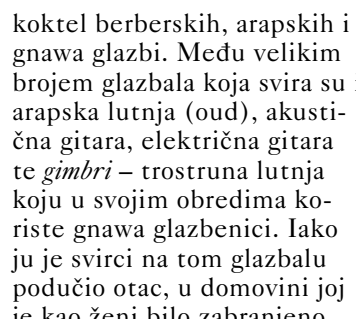 koktel berberskih, arapskih i
gnawa glazbi. Među velikim
brojem glazbala koja svira su
arapska lutnja (oud), akusti-
čna gitara, električna gitara
te gimbri – trostruna lutnja
koju u svojim obredima ko-
riste gnawa glazbenici. Iako
ju je svirci na tom glazbalu
podučio otac, u domovini joj
je kao ženi bilo zabranjeno